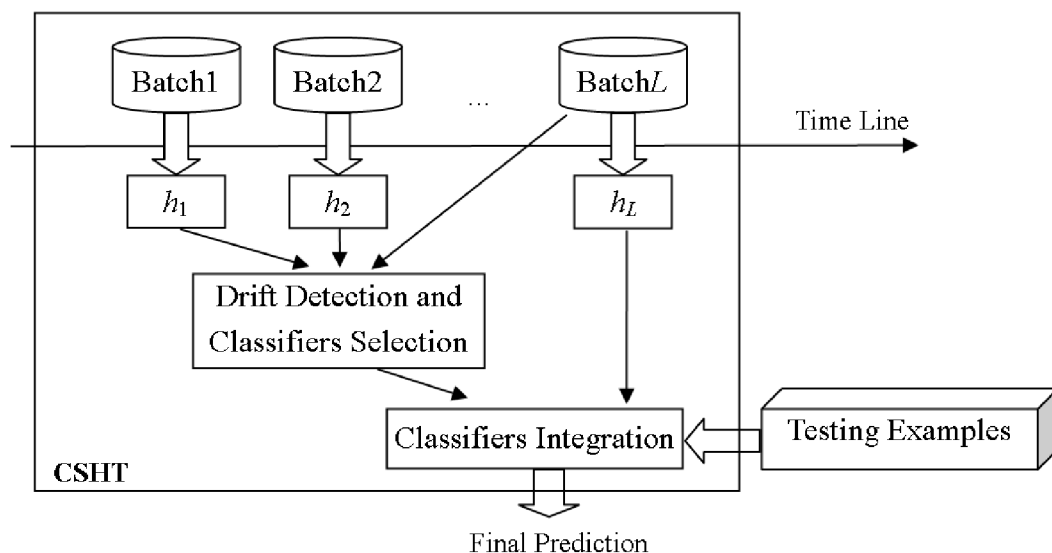 Batch1
Batch2
...
BatchL
Time Line
h1
h2
hL
Drift Detection and
Classifiers Selection
Classifiers Integration
Testing Examples
CSHT
Final Prediction